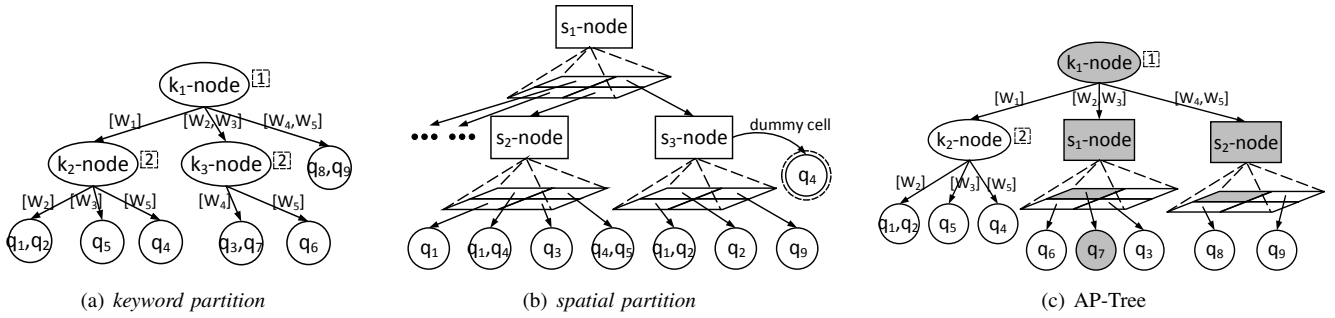 k1-node 1
[W1] [W2,W3] [W4,W5]
k2-node 2 k3-node 2 q8,q9
[W2] [W3] [W5] [W4] [W5]
q1,q2 q5 q4 q3,q7 q6
(a) keyword partition
s1-node
•••  •••
s2-node s3-node dummy cell
q4
q1 q1,q4 q3 q4,q5 q1,q2 q2 q9
(b) spatial partition
k1-node 1
[W1] [W2,W3] [W4,W5]
k2-node 2 s1-node s2-node
[W2] [W3] [W5]
q1,q2 q5 q4
q6 q7 q3 q8 q9
(c) AP-Tree